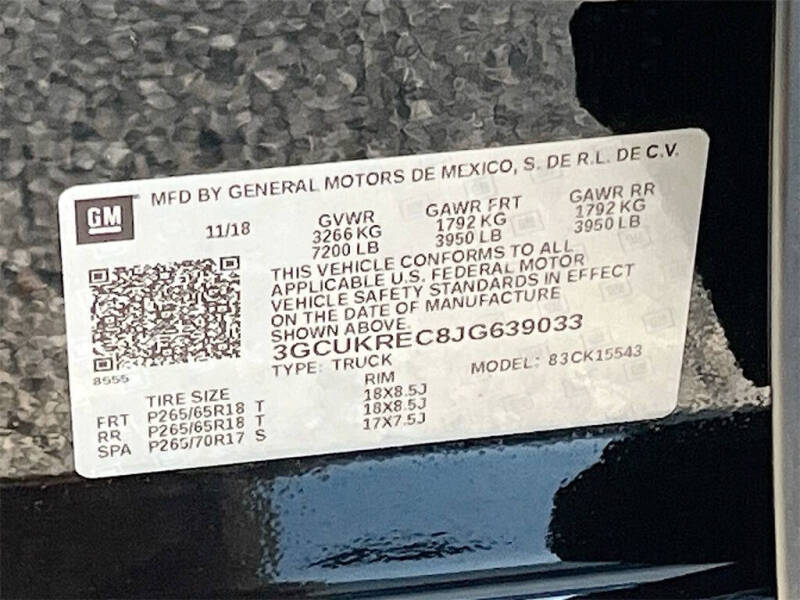 MFD BY GENERAL MOTORS DE MEXICO, S. DE R.L. DE C.V.
GM
11/18
GVWR
3266 KG
7200 LB
GAWR FRT
1792 KG
3950 LB
GAWR RR
1792 KG
3950 LB
THIS VEHICLE CONFORMS TO ALL
APPLICABLE U.S. FEDERAL MOTOR
VEHICLE SAFETY STANDARDS IN EFFECT
ON THE DATE OF MANUFACTURE
SHOWN ABOVE.
3GCUKREC8JG639033
8555
TYPE: TRUCK MODEL: 83CK15543
TIRE SIZE RIM
FRT P265/65R18 T 18X8.5J
RR P265/65R18 T 18X8.5J
SPA P265/70R17 S 17X7.5J